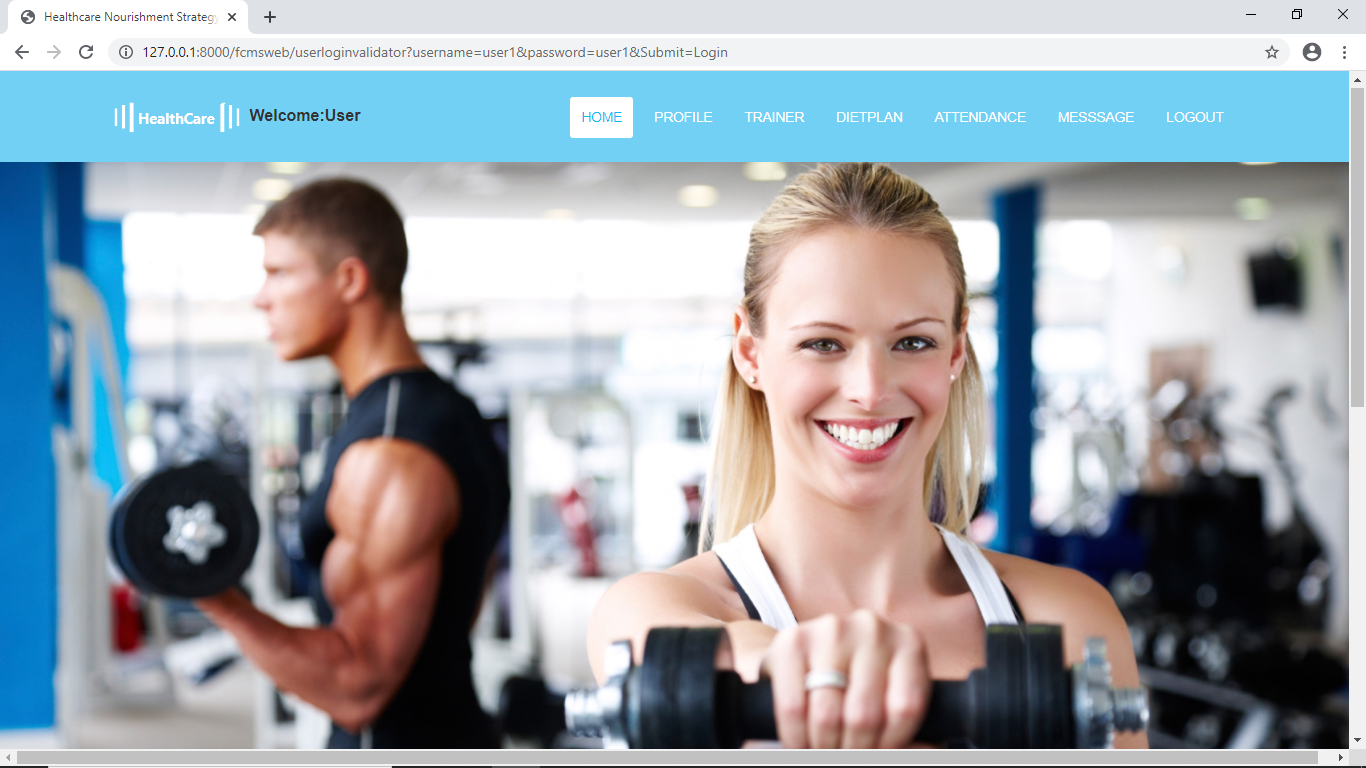 Healthcare Nourishment Strategy
127.0.0.1:8000/fcmsweb/userloginvalidator?username=user1&password=user1&Submit=Login
HealthCare Welcome:User HOME PROFILE TRAINER DIETPLAN ATTENDANCE MESSSAGE LOGOUT